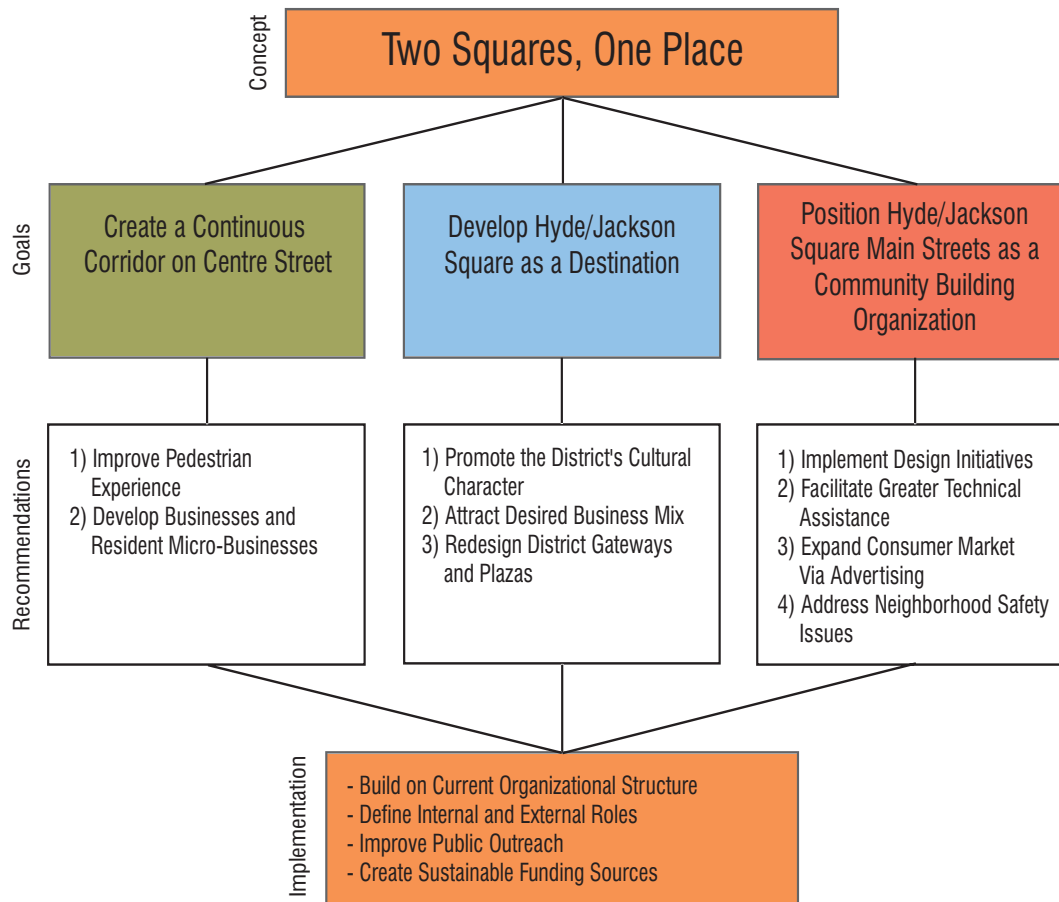 Concept
Two Squares, One Place
Goals
Create a Continuous
Corridor on Centre Street
Develop Hyde/Jackson
Square as a Destination
Position Hyde/Jackson
Square Main Streets as a
Community Building
Organization
Recommendations
1) Improve Pedestrian
Experience
2) Develop Businesses and
Resident Micro-Businesses
1) Promote the District's Cultural
Character
2) Attract Desired Business Mix
3) Redesign District Gateways
and Plazas
1) Implement Design Initiatives
2) Facilitate Greater Technical
Assistance
3) Expand Consumer Market
Via Advertising
4) Address Neighborhood Safety
Issues
Implementation
- Build on Current Organizational Structure
- Define Internal and External Roles
- Improve Public Outreach
- Create Sustainable Funding Sources